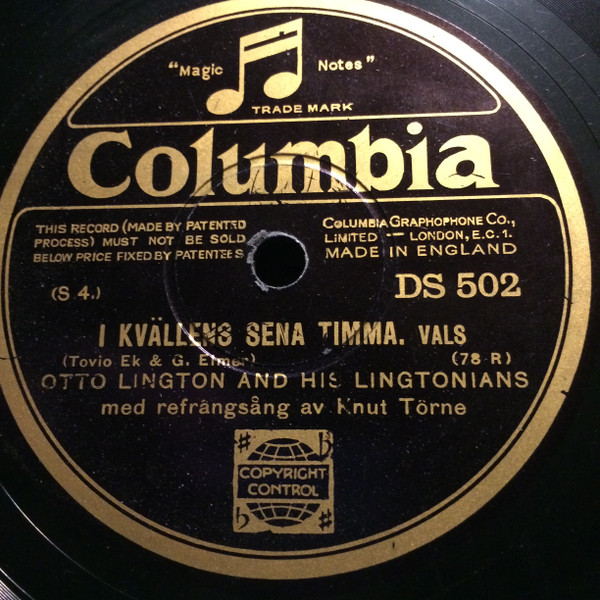 "Magic Notes"
TRADE MARK
Columbia
THIS RECORD (MADE BY PATENTED
PROCESS) MUST NOT BE SOLD
BELOW PRICE FIXED BY PATENTEES
COLUMBIA GRAPHOPHONE CO.,
LIMITED — LONDON, E.C.1.
MADE IN ENGLAND
(S 4.)
DS 502
I KVÄLLENS SENA TIMMA. VALS
(Tovio Ek & G. Elmer)
(78-R)
OTTO LINGTON AND HIS LINGTONIANS
med refrångsång av Knut Törne
COPYRIGHT
CONTROL